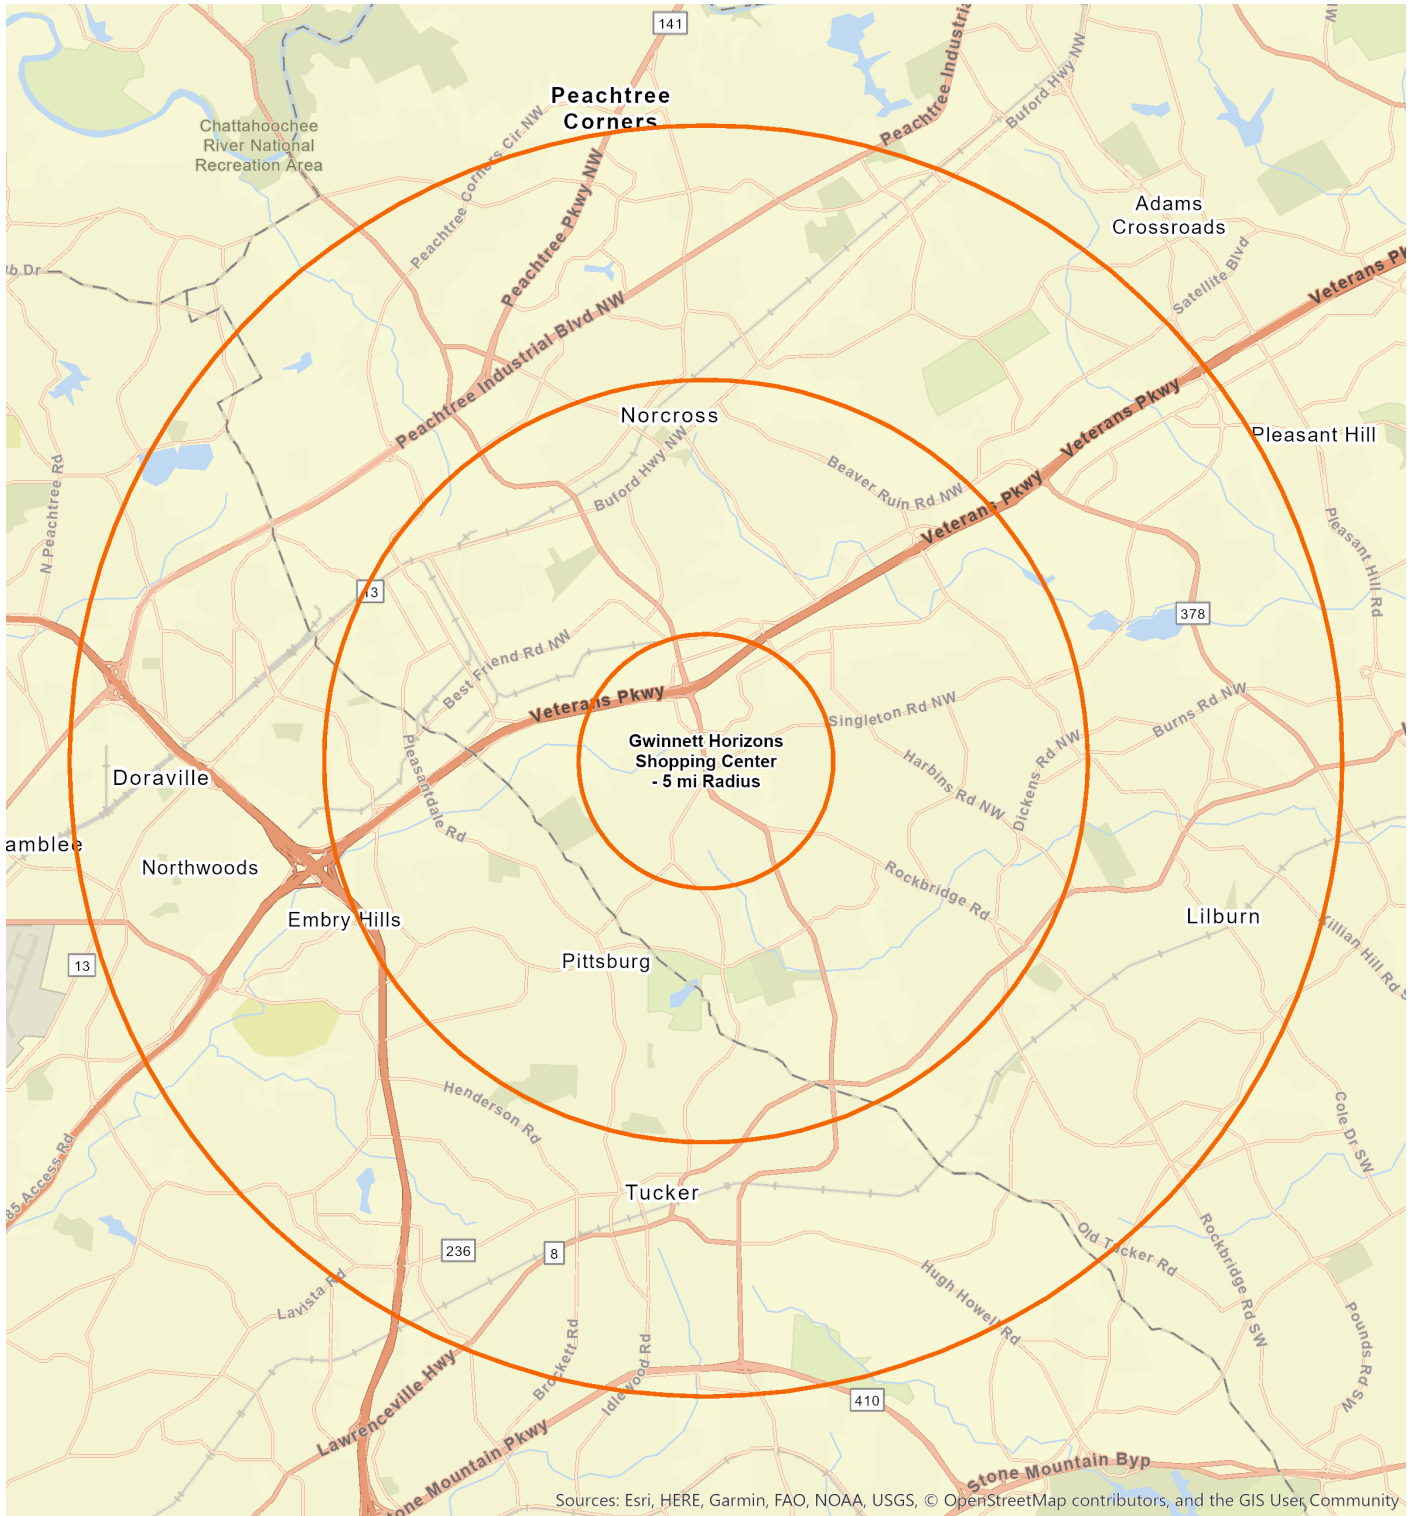 141
Peachtree
Corners
Peachtree Industria
Buford Hwy NW
Chattahoochee
River National
Recreation Area
Peachtree Corners Cir NW
Peachtree Pkwy NW
Adams
Crossroads
Satellite Blvd
Veterans Pk
lb Dr
Peachtree Industrial Blvd NW
Veterans Pkwy
Norcross
Pleasant Hill
Buford Hwy NW
Beaver Ruin Rd NW
Veterans Pkwy
N Peachtree Rd
Pleasant Hill Rd
13
378
Best Friend Rd NW
Veterans Pkwy
Singleton Rd NW
Burns Rd NW
Gwinnett Horizons
Shopping Center
- 5 mi Radius
Pleasantdale Rd
Harbins Rd NW
Dickens Rd NW
Doraville
amblee
Northwoods
Rockbridge Rd
Embry Hills
Lilburn
Killian Hill Rd S
13
Pittsburg
Henderson Rd
Cole Dr SW
85 Access Rd
Tucker
236
8
Old Tucker Rd
Rockbridge Rd SW
Lavista Rd
Hugh Howell Rd
Pounds Rd SW
Brockett Rd
Idlewood Rd
Lawrenceville Hwy
410
tone Mountain Pkwy
Stone Mountain Byp
Sources: Esri, HERE, Garmin, FAO, NOAA, USGS, © OpenStreetMap contributors, and the GIS User Community